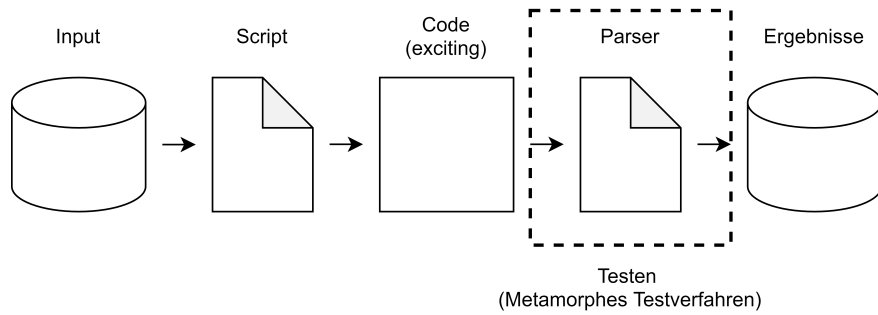 Input
Script
Code
(exciting)
Parser
Ergebnisse
Testen
(Metamorphes Testverfahren)